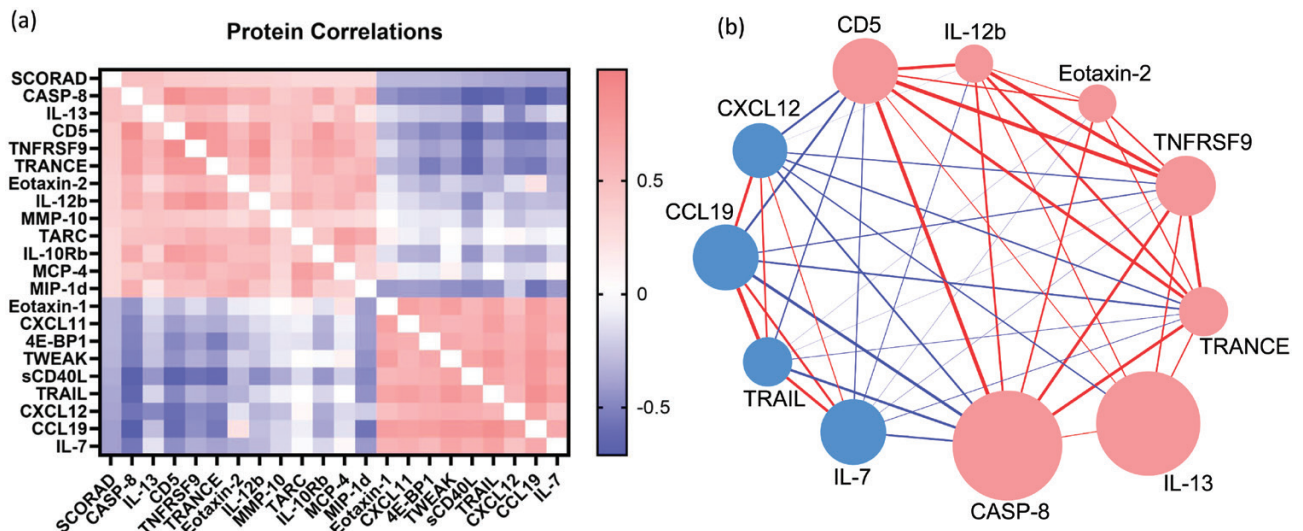 (a)
Protein Correlations
SCORAD
CASP-8
IL-13
CD5
TNFRSF9
TRANCE
Eotaxin-2
IL-12b
MMP-10
TARC
IL-10Rb
MCP-4
MIP-1d
Eotaxin-1
CXCL11
4E-BP1
TWEAK
sCD40L
TRAIL
CXCL12
CCL19
IL-7
SCORAD
CASP-8
IL-13
CD5
TNFRSF9
TRANCE
Eotaxin-2
IL-12b
MMP-10
TARC
IL-10Rb
MCP-4
MIP-1d
Eotaxin-1
CXCL11
4E-BP1
TWEAK
sCD40L
TRAIL
CXCL12
CCL19
IL-7
0.5
0
-0.5
(b)
CD5
IL-12b
Eotaxin-2
CXCL12
TNFRSF9
CCL19
TRANCE
TRAIL
IL-7
CASP-8
IL-13